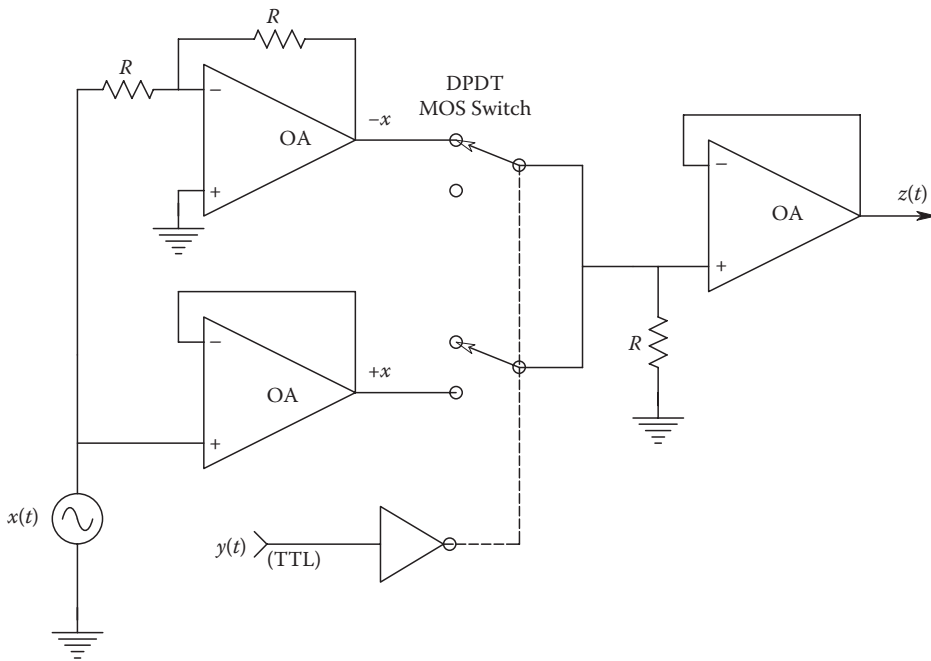 R
R
DPDT
MOS Switch
−
−x
OA
+
−
z(t)
OA
+
R
−
+x
OA
+
x(t)
y(t)
(TTL)